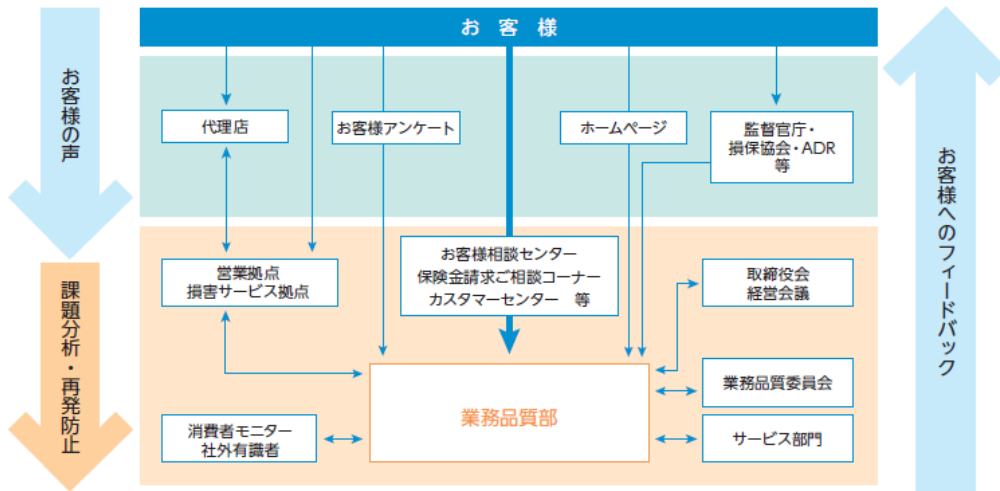 お客様
お客様の声
代理店
お客様アンケート
ホームページ
監督官庁・
損保協会・ADR
等
お客様へのフィードバック
営業拠点
損害サービス拠点
お客様相談センター
保険金請求ご相談コーナー
カスタマーセンター　等
取締役会
経営会議
課題分析・再発防止
業務品質部
業務品質委員会
消費者モニター
社外有識者
サービス部門